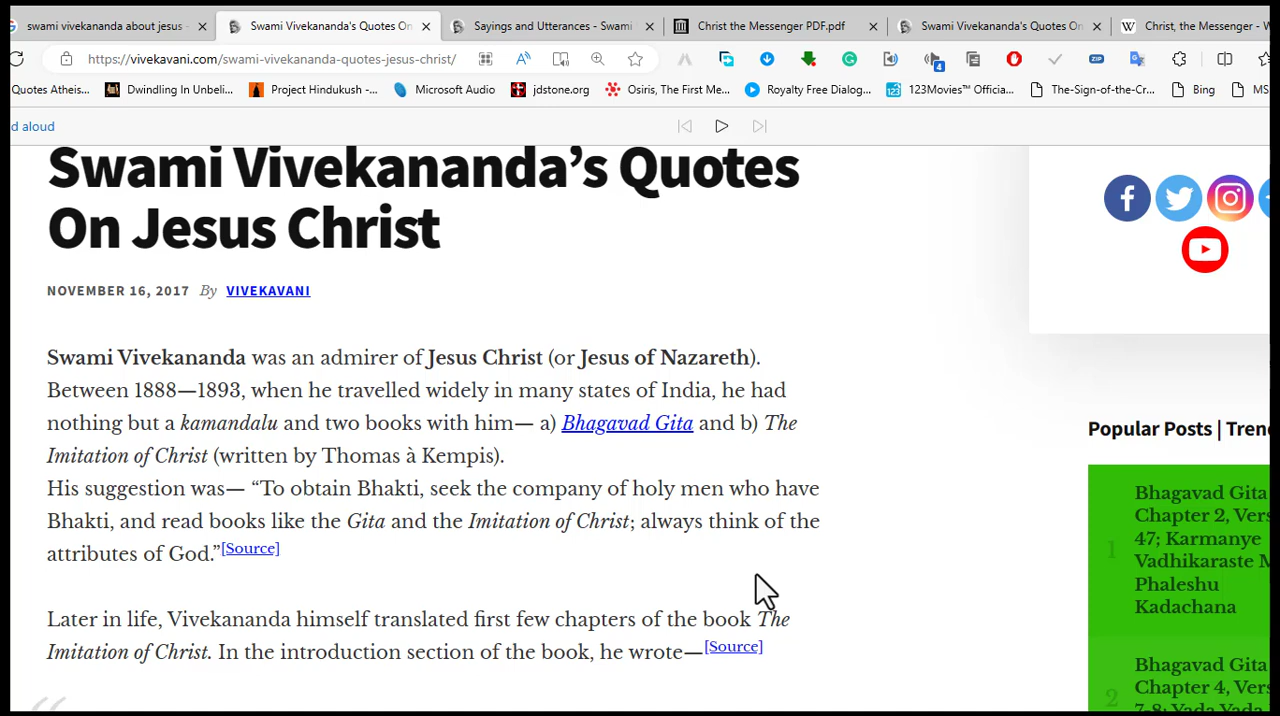 swami vivekananda about jesus -
Swami Vivekananda's Quotes On
Sayings and Utterances - Swami
Christ the Messenger PDF.pdf
Swami Vivekananda's Quotes On
Christ, the Messenger - W
https://vivekavani.com/swami-vivekananda-quotes-jesus-christ/
4
ZIP
Quotes Atheis...
Dwindling In Unbeli...
Project Hindukush -...
Microsoft Audio
jdstone.org
Osiris, The First Me...
Royalty Free Dialog...
123Movies™ Officia...
The-Sign-of-the-Cr...
Bing
MS
d aloud
Swami Vivekananda’s Quotes
On Jesus Christ
NOVEMBER 16, 2017 By VIVEKAVANI
Swami Vivekananda was an admirer of Jesus Christ (or Jesus of Nazareth).
Between 1888—1893, when he travelled widely in many states of India, he had
nothing but a kamandalu and two books with him— a) Bhagavad Gita and b) The
Imitation of Christ (written by Thomas à Kempis).
His suggestion was— “To obtain Bhakti, seek the company of holy men who have
Bhakti, and read books like the Gita and the Imitation of Christ; always think of the
attributes of God.”[Source]
Later in life, Vivekananda himself translated first few chapters of the book The
Imitation of Christ. In the introduction section of the book, he wrote—[Source]
“
Popular Posts | Tren
1
Bhagavad Gita
Chapter 2, Vers
47; Karmanye
Vadhikaraste M
Phaleshu
Kadachana
2
Bhagavad Gita
Chapter 4, Vers
7-8; Yada Yada